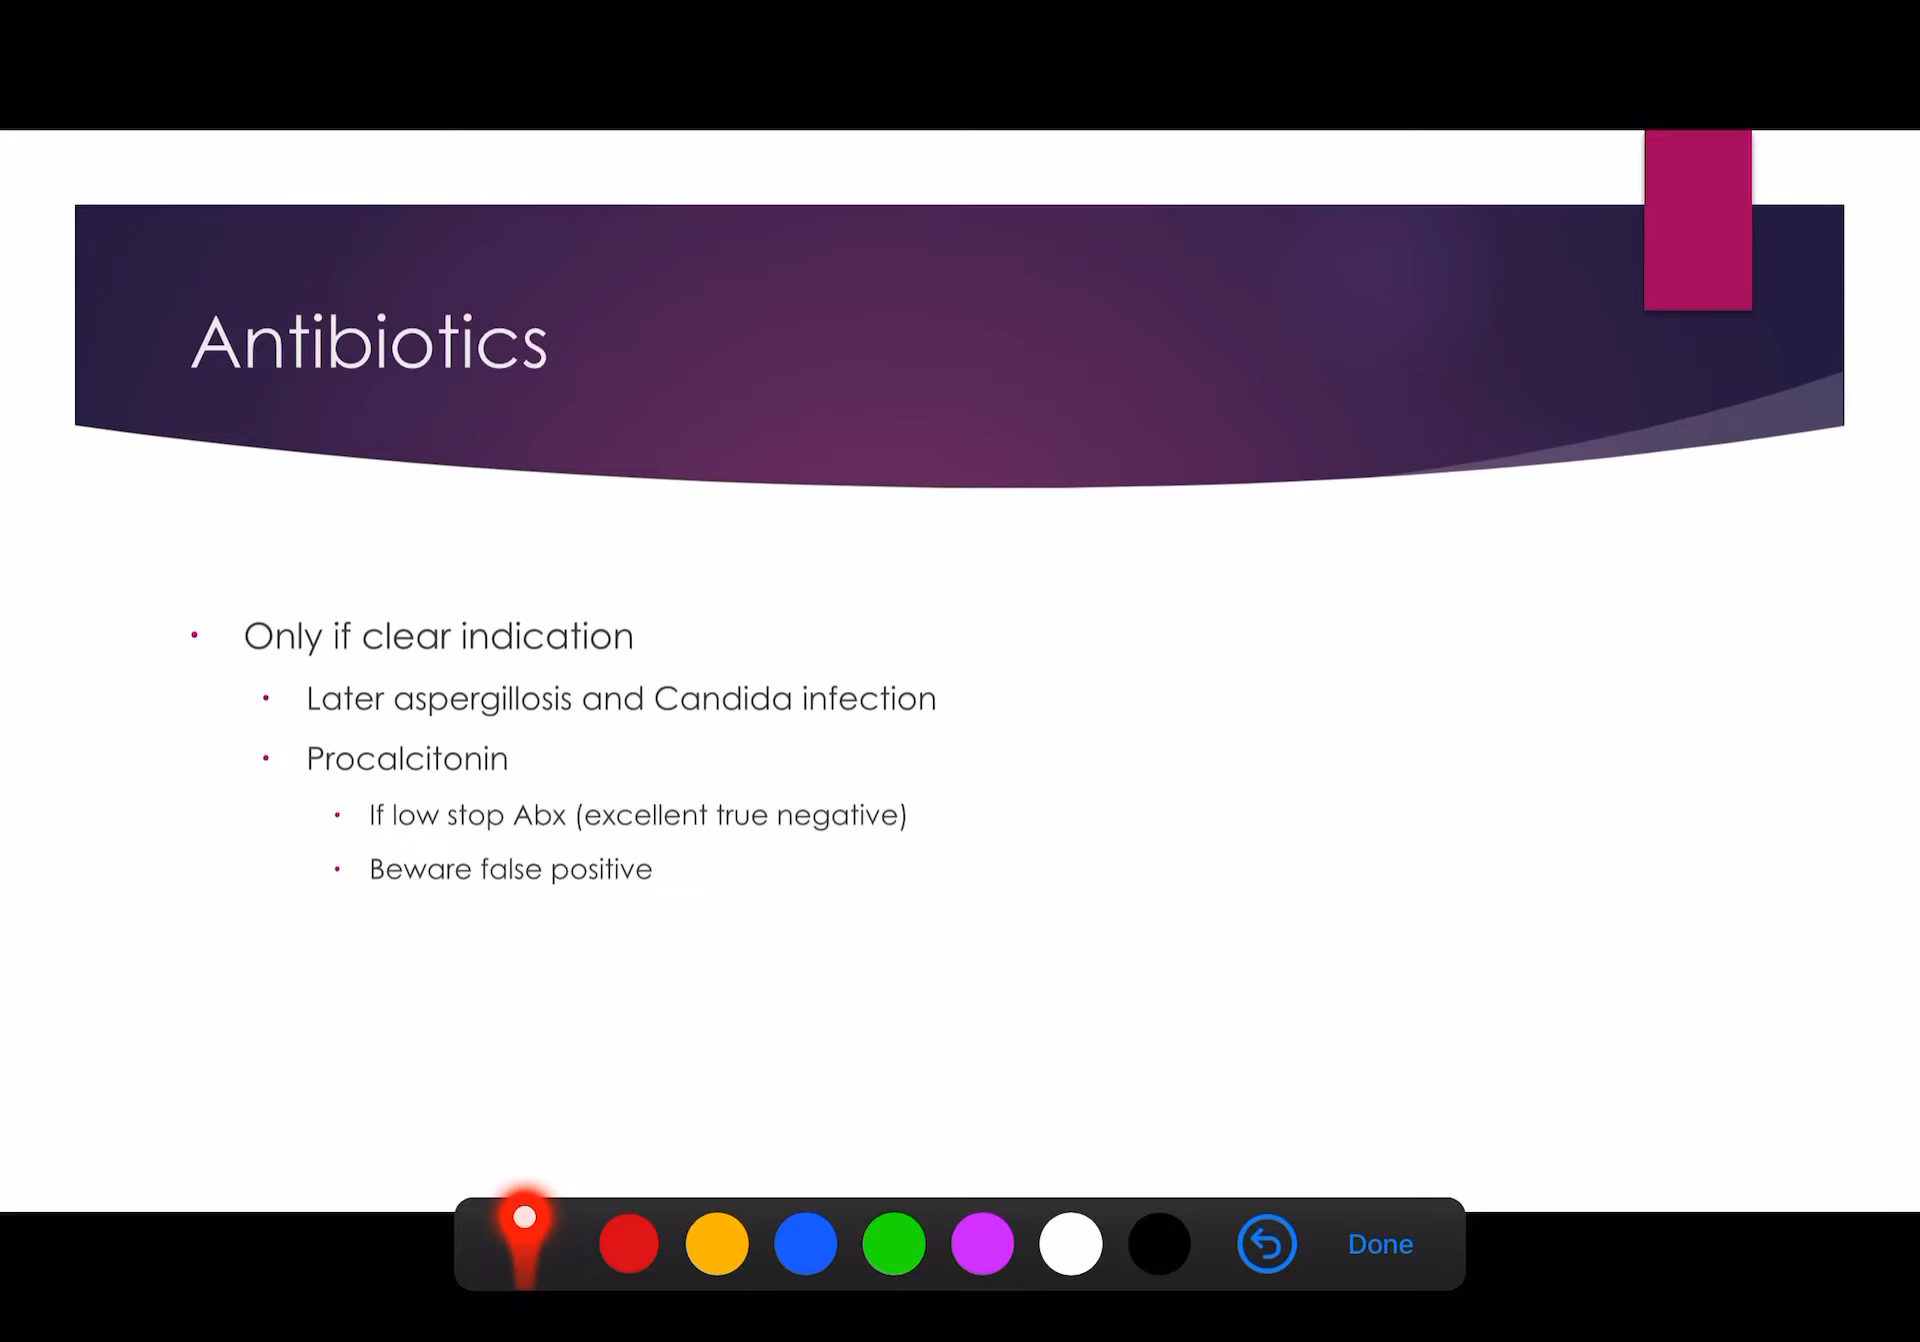 Antibiotics
Only if clear indication
Later aspergillosis and Candida infection
Procalcitonin
If low stop Abx (excellent true negative)
Beware false positive
Done